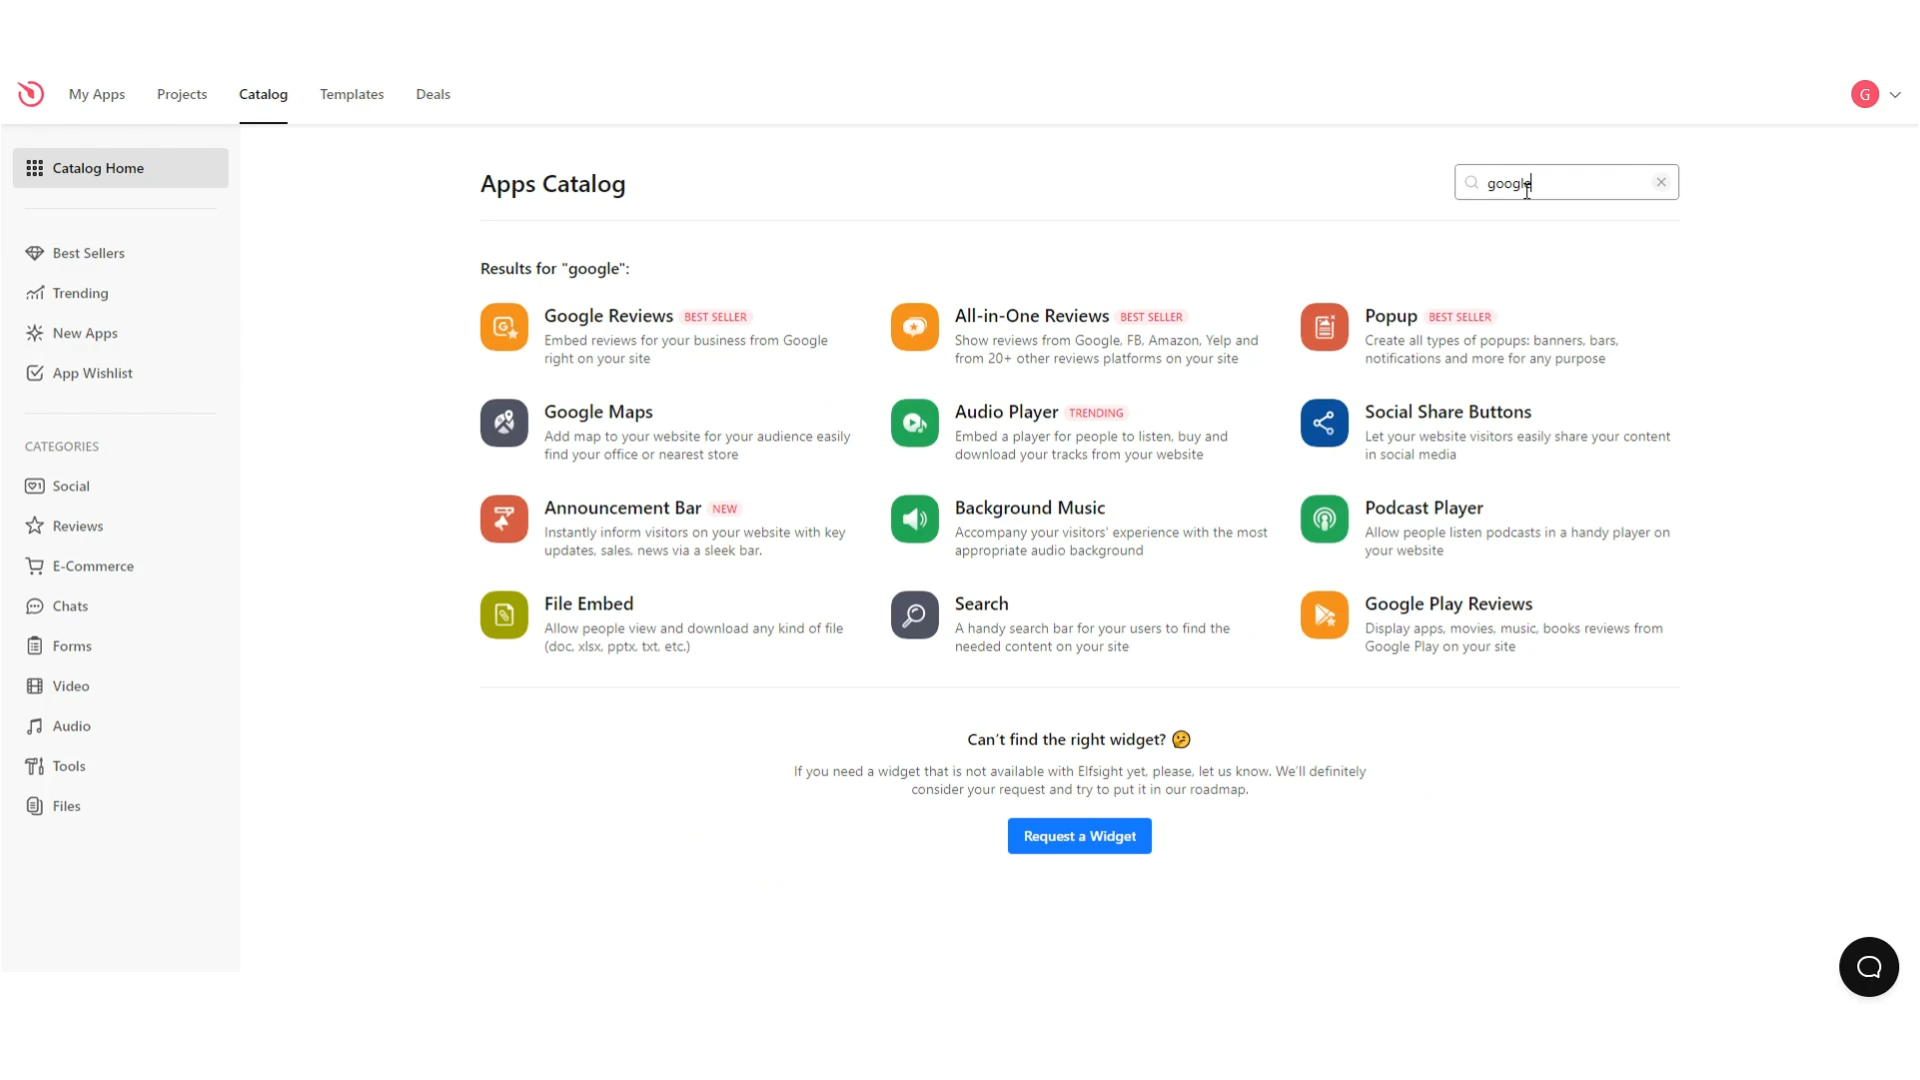 My Apps
Projects
Catalog
Templates
Deals
G
Catalog Home
Best Sellers
Trending
New Apps
App Wishlist
CATEGORIES
Social
Reviews
E-Commerce
Chats
Forms
Video
Audio
Tools
Files
Apps Catalog
google
Results for "google":
Google Reviews BEST SELLER
Embed reviews for your business from Google
right on your site
All-in-One Reviews BEST SELLER
Show reviews from Google, FB, Amazon, Yelp and
from 20+ other reviews platforms on your site
Popup BEST SELLER
Create all types of popups: banners, bars,
notifications and more for any purpose
Google Maps
Add map to your website for your audience easily
find your office or nearest store
Audio Player TRENDING
Embed a player for people to listen, buy and
download your tracks from your website
Social Share Buttons
Let your website visitors easily share your content
in social media
Announcement Bar NEW
Instantly inform visitors on your website with key
updates, sales, news via a sleek bar.
Background Music
Accompany your visitors' experience with the most
appropriate audio background
Podcast Player
Allow people listen podcasts in a handy player on
your website
File Embed
Allow people view and download any kind of file
(doc, xlsx, pptx, txt, etc.)
Search
A handy search bar for your users to find the
needed content on your site
Google Play Reviews
Display apps, movies, music, books reviews from
Google Play on your site
Can't find the right widget?
If you need a widget that is not available with Elfsight yet, please, let us know. We'll definitely
consider your request and try to put it in our roadmap.
Request a Widget